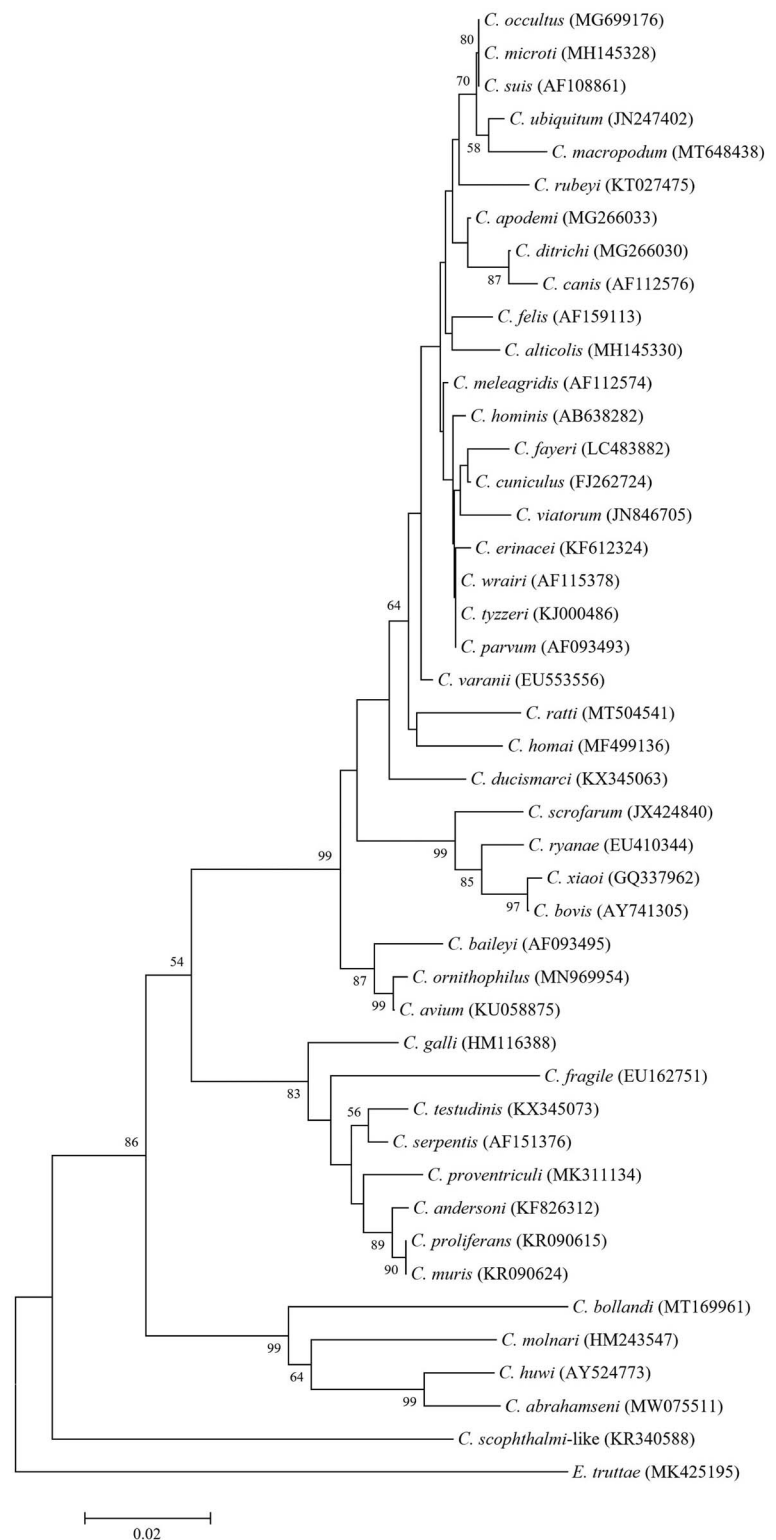 C. occultus (MG699176)
80
C. microti (MH145328)
70
C. suis (AF108861)
C. ubiquitum (JN247402)
58
C. macropodum (MT648438)
C. rubeyi (KT027475)
C. apodemi (MG266033)
C. ditrichi (MG266030)
87
C. canis (AF112576)
C. felis (AF159113)
C. alticolis (MH145330)
C. meleagridis (AF112574)
C. hominis (AB638282)
C. fayeri (LC483882)
C. cuniculus (FJ262724)
C. viatorum (JN846705)
C. erinacei (KF612324)
C. wrairi (AF115378)
64
C. tyzzeri (KJ000486)
C. parvum (AF093493)
C. varanii (EU553556)
C. ratti (MT504541)
C. homai (MF499136)
C. ducismarci (KX345063)
C. scrofarum (JX424840)
99
99
C. ryanae (EU410344)
85
C. xiaoi (GQ337962)
97
C. bovis (AY741305)
C. baileyi (AF093495)
54
87
C. ornithophilus (MN969954)
99
C. avium (KU058875)
C. galli (HM116388)
C. fragile (EU162751)
83
56
C. testudinis (KX345073)
86
C. serpentis (AF151376)
C. proventriculi (MK311134)
C. andersoni (KF826312)
89
C. proliferans (KR090615)
90
C. muris (KR090624)
C. bollandi (MT169961)
99
C. molnari (HM243547)
64
C. huwi (AY524773)
99
C. abrahamseni (MW075511)
C. scophthalmi-like (KR340588)
E. truttae (MK425195)
0.02